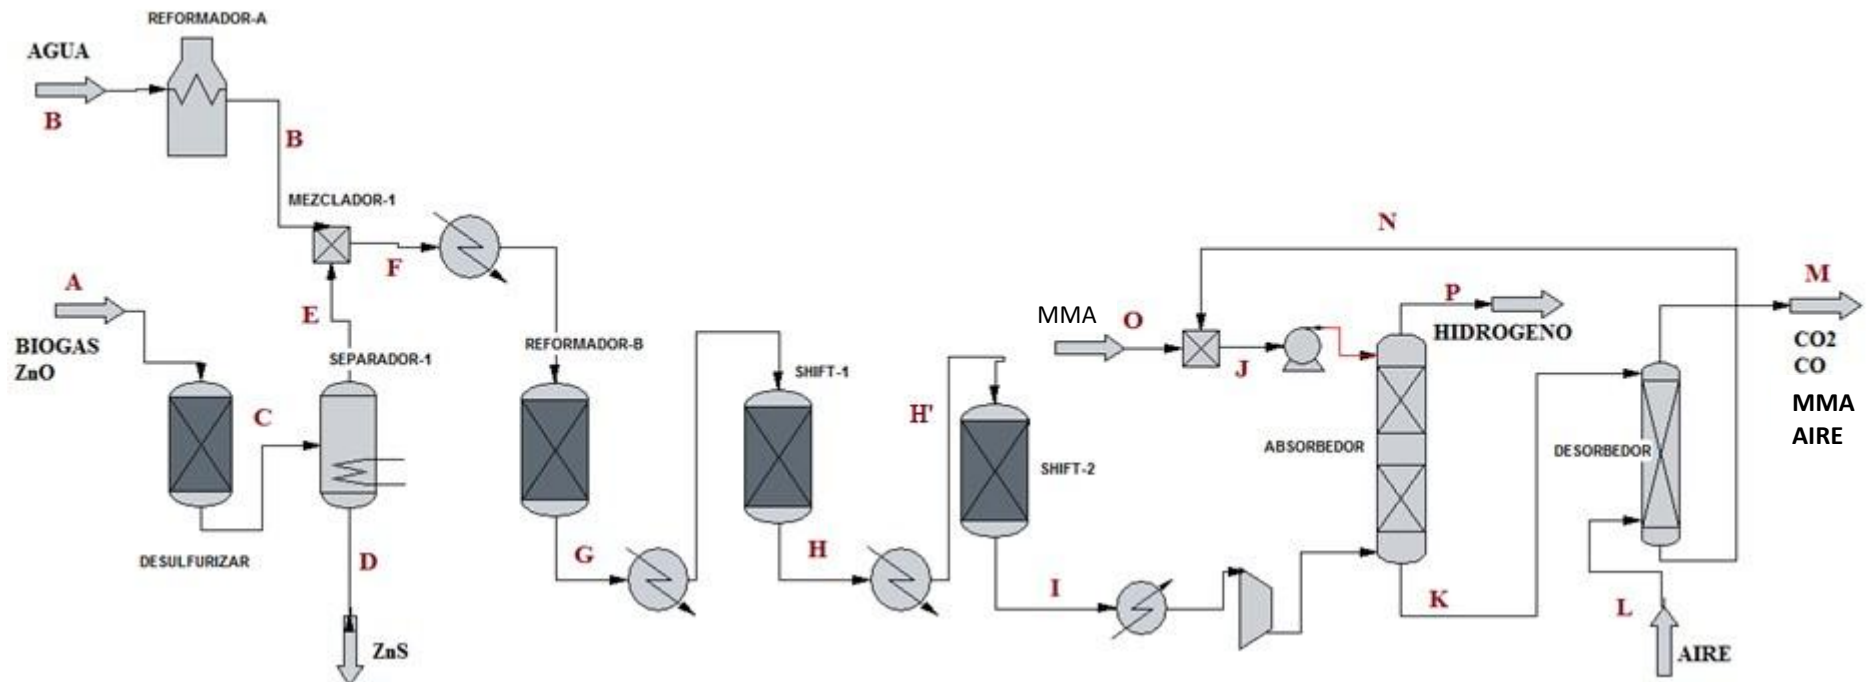 REFORMADOR-A
AGUA
B
B
MEZCLADOR-1
F
A
E
BIOGAS
ZnO
SEPARADOR-1
C
DESULFURIZAR
D
ZnS
REFORMADOR-B
G
SHIFT-1
H
H'
SHIFT-2
I
MMA
O
J
N
P
HIDROGENO
ABSORBEDOR
K
DESORBEDOR
L
AIRE
M
CO2
CO
MMA
AIRE